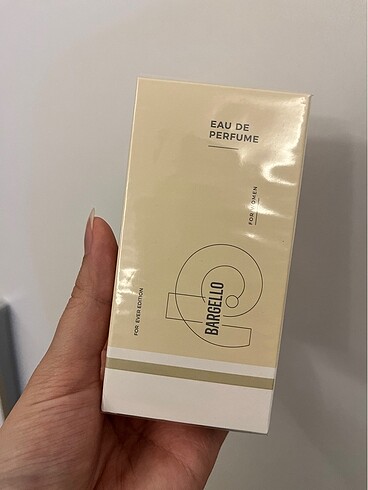 EAU DE
PERFUME
FOR WOMEN
BARGELLO
FOR EVER EDITION